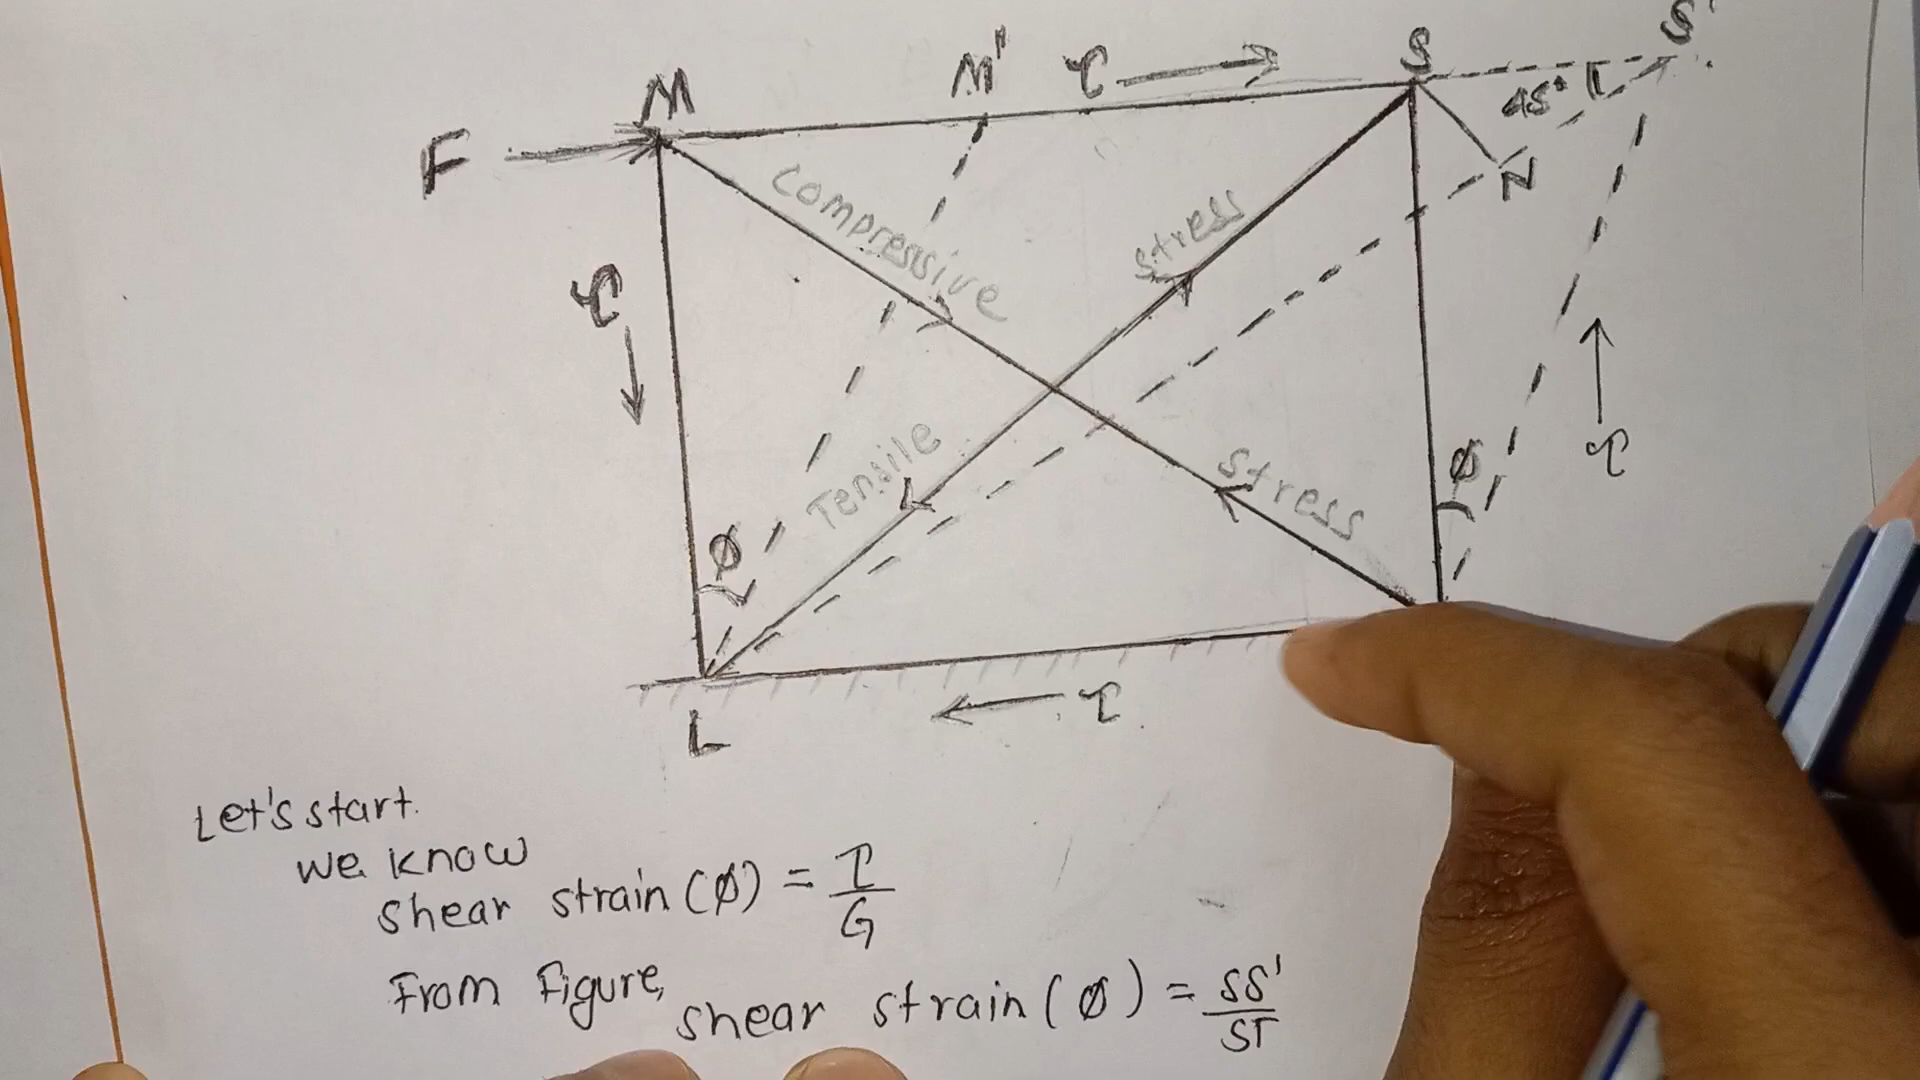 S'
M
M'
τ
S
45°
F
N
compressive
stress
τ
φ
τ
Tensile
stress
φ
τ
L
Let's start.
we know
shear strain (φ) = τ/G
From Figure,
shear strain (φ) = SS'/ST